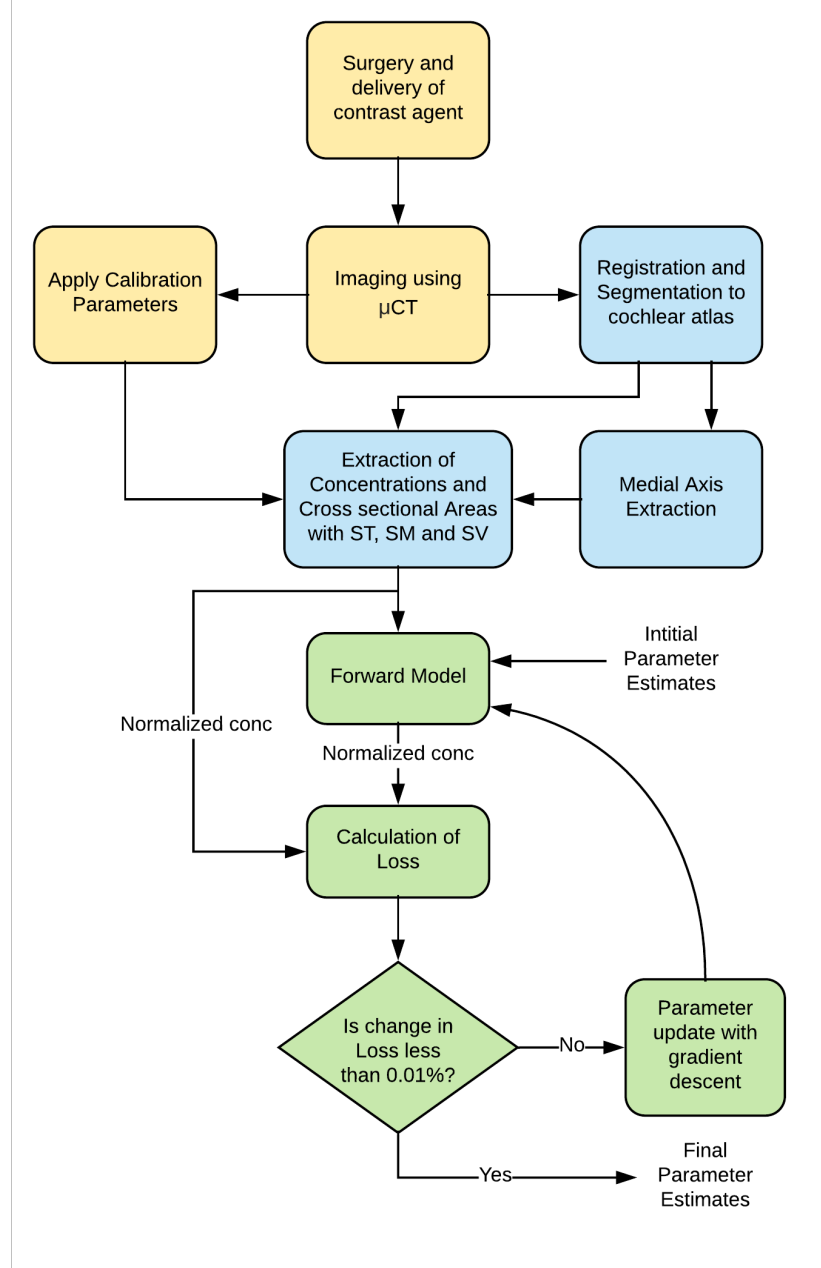 Surgery and
delivery of
contrast agent
Apply Calibration
Parameters
Imaging using
μCT
Registration and
Segmentation to
cochlear atlas
Extraction of
Concentrations and
Cross sectional Areas
with ST, SM and SV
Medial Axis
Extraction
Forward Model
Intitial
Parameter
Estimates
Normalized conc
Normalized conc
Calculation of
Loss
Is change in
Loss less
than 0.01%?
No
Parameter
update with
gradient
descent
Yes
Final
Parameter
Estimates